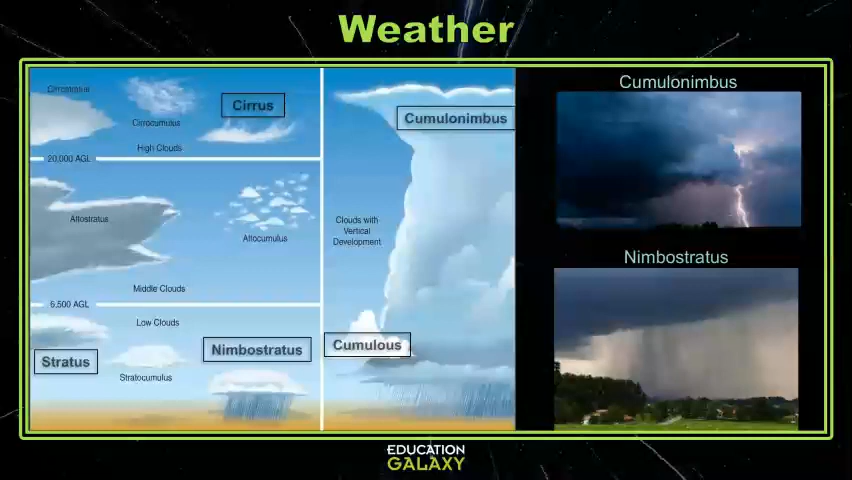 Weather
Cirrostratus
Cirrus
Cirrocumulus
High Clouds
20,000 AGL
Altostratus
Altocumulus
Middle Clouds
6,500 AGL
Low Clouds
Stratus
Nimbostratus
Stratocumulus
Cumulonimbus
Clouds with
Vertical
Development
Cumulous
Cumulonimbus
Nimbostratus
EDUCATION
GALAXY